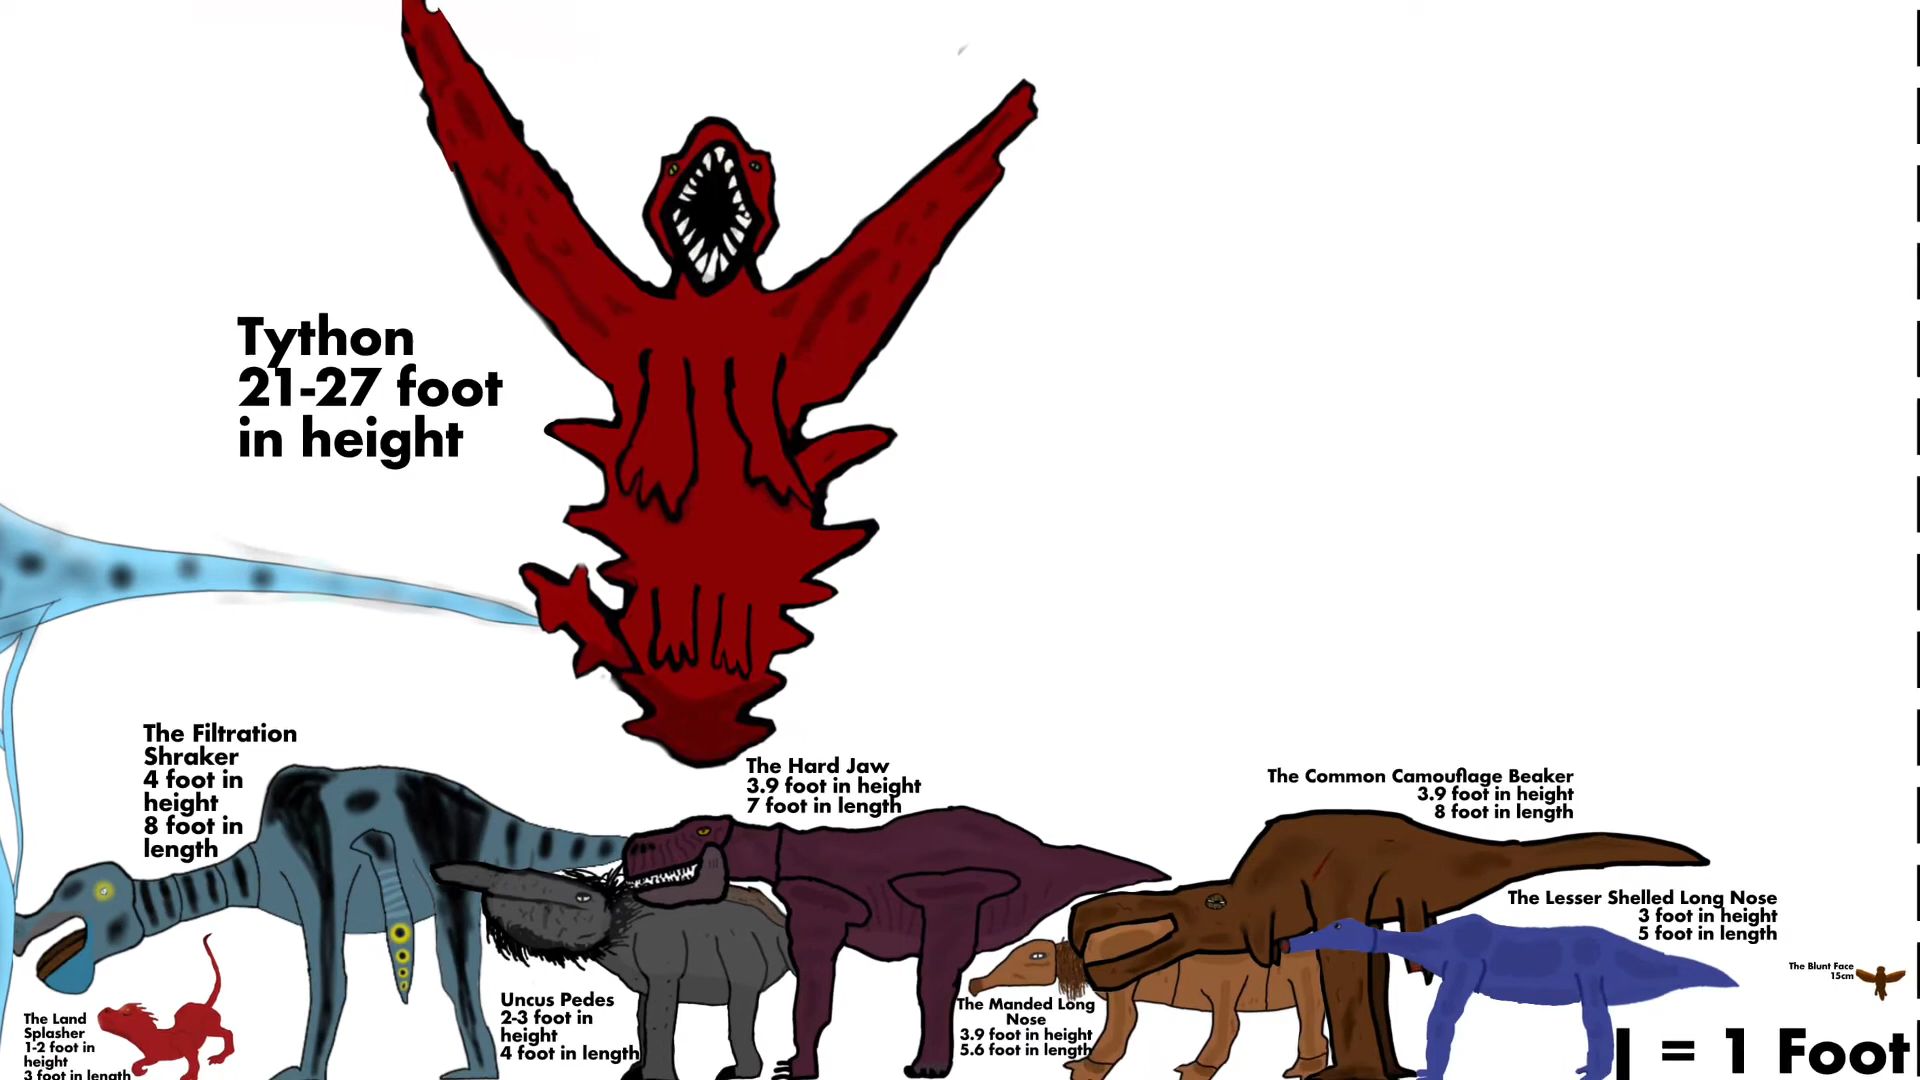 Tython
21-27 foot
in height
The Filtration
Shraker
4 foot in
height
8 foot in
length
The Hard Jaw
3.9 foot in height
7 foot in length
The Common Camouflage Beaker
3.9 foot in height
8 foot in length
The Lesser Shelled Long Nose
3 foot in height
5 foot in length
The Blunt Face
15cm
Uncus Pedes
2-3 foot in
height
4 foot in length
The Manded Long
Nose
3.9 foot in height
5.6 foot in length
The Land
Splasher
1-2 foot in
height
3 foot in length
| = 1 Foot